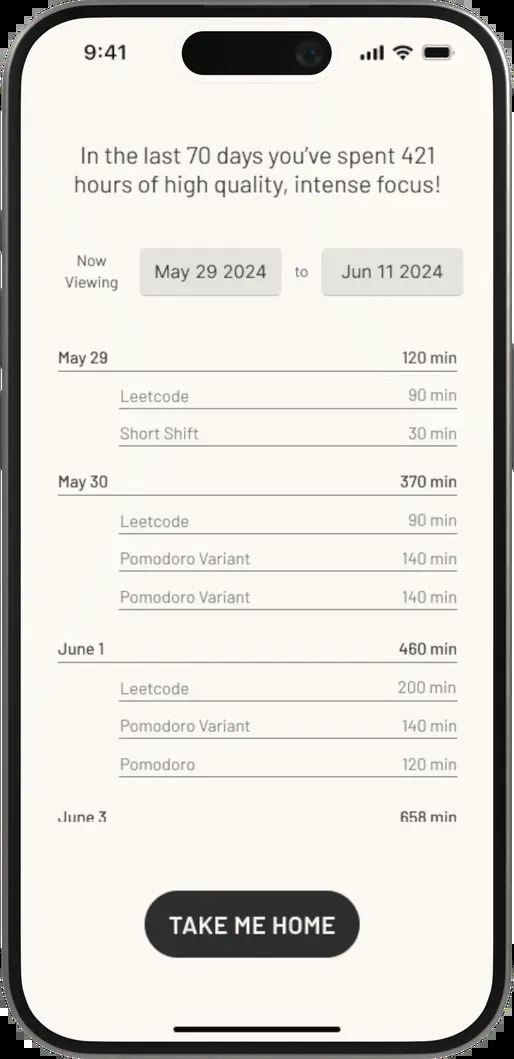 9:41
In the last 70 days you've spent 421
hours of high quality, intense focus!
Now
Viewing
May 29 2024 to Jun 11 2024
May 29 120 min
Leetcode 90 min
Short Shift 30 min
May 30 370 min
Leetcode 90 min
Pomodoro Variant 140 min
Pomodoro Variant 140 min
June 1 460 min
Leetcode 200 min
Pomodoro Variant 140 min
Pomodoro 120 min
June 3 658 min
TAKE ME HOME